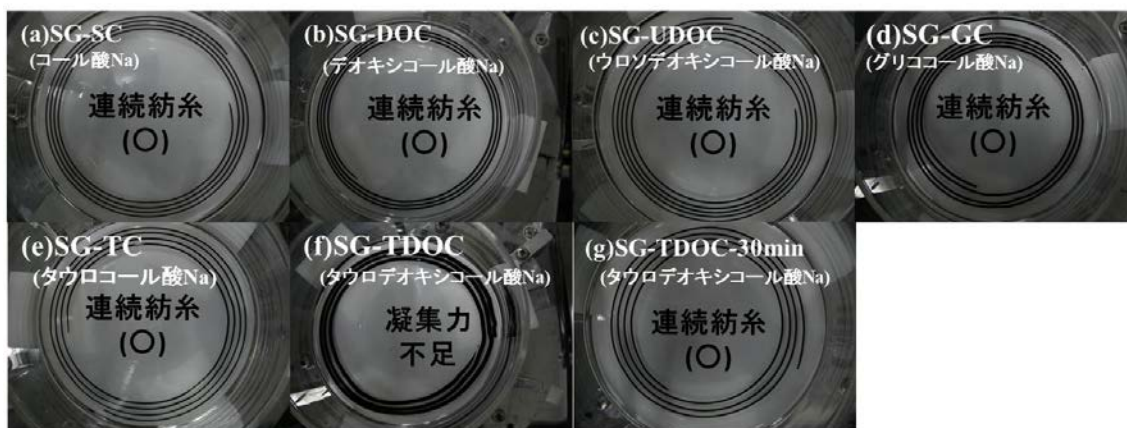 (a)SG-SC
(コール酸Na)
連続紡糸
(○)
(b)SG-DOC
(デオキシコール酸Na)
連続紡糸
(○)
(c)SG-UDOC
(ウロソデオキシコール酸Na)
連続紡糸
(○)
(d)SG-GC
(グリココール酸Na)
連続紡糸
(○)
(e)SG-TC
(タウロコール酸Na)
連続紡糸
(○)
(f)SG-TDOC
(タウロデオキシコール酸Na)
凝集力
不足
(g)SG-TDOC-30min
(タウロデオキシコール酸Na)
連続紡糸
(○)